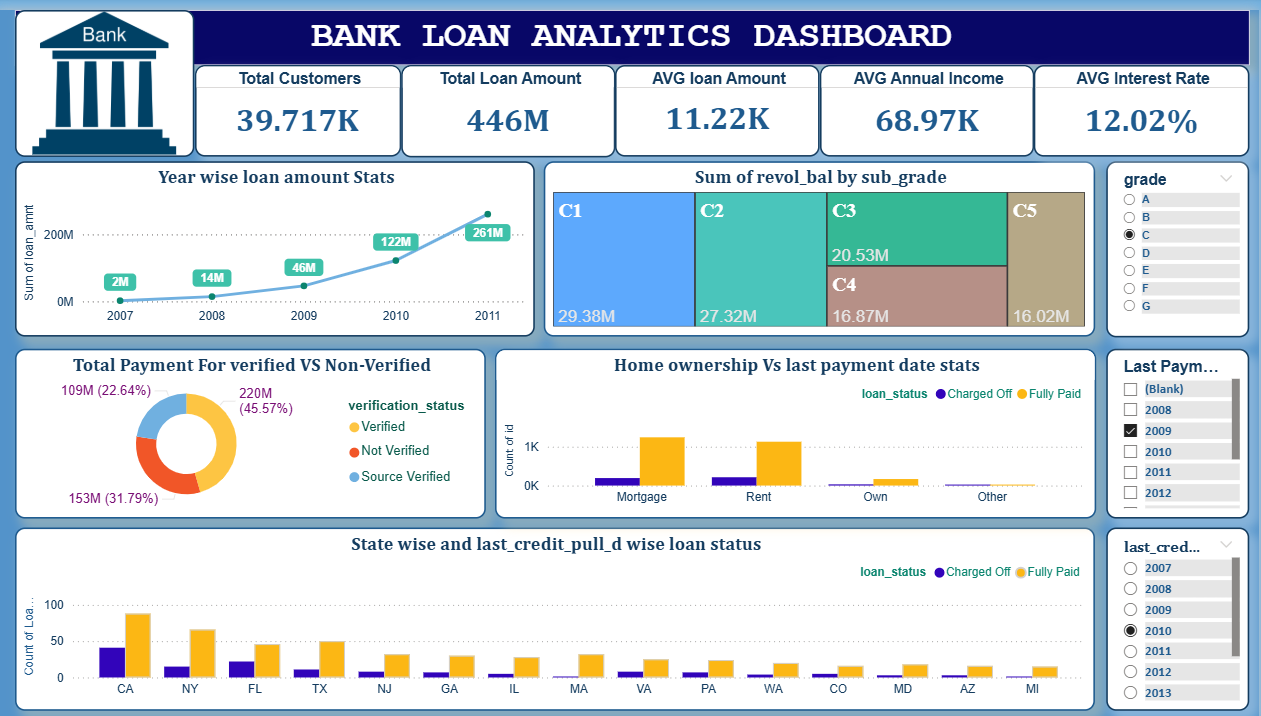 Bank
BANK LOAN ANALYTICS DASHBOARD
Total Customers
39.717K
Total Loan Amount
446M
AVG loan Amount
11.22K
AVG Annual Income
68.97K
AVG Interest Rate
12.02%
Year wise loan amount Stats
Sum of loan_amnt
200M
0M
2M
14M
46M
122M
261M
2007 2008 2009 2010 2011
Sum of revol_bal by sub_grade
C1
29.38M
C2
27.32M
C3
20.53M
C4
16.87M
C5
16.02M
grade
A
B
C
D
E
F
G
Total Payment For verified VS Non-Verified
109M (22.64%)
220M
(45.57%)
153M (31.79%)
verification_status
Verified
Not Verified
Source Verified
Home ownership Vs last payment date stats
loan_status Charged Off Fully Paid
Count of id
1K
0K
Mortgage Rent Own Other
Last Paym...
(Blank)
2008
2009
2010
2011
2012
State wise and last_credit_pull_d wise loan status
loan_status Charged Off Fully Paid
Count of Loa...
100
50
0
CA NY FL TX NJ GA IL MA VA PA WA CO MD AZ MI
last_cred...
2007
2008
2009
2010
2011
2012
2013